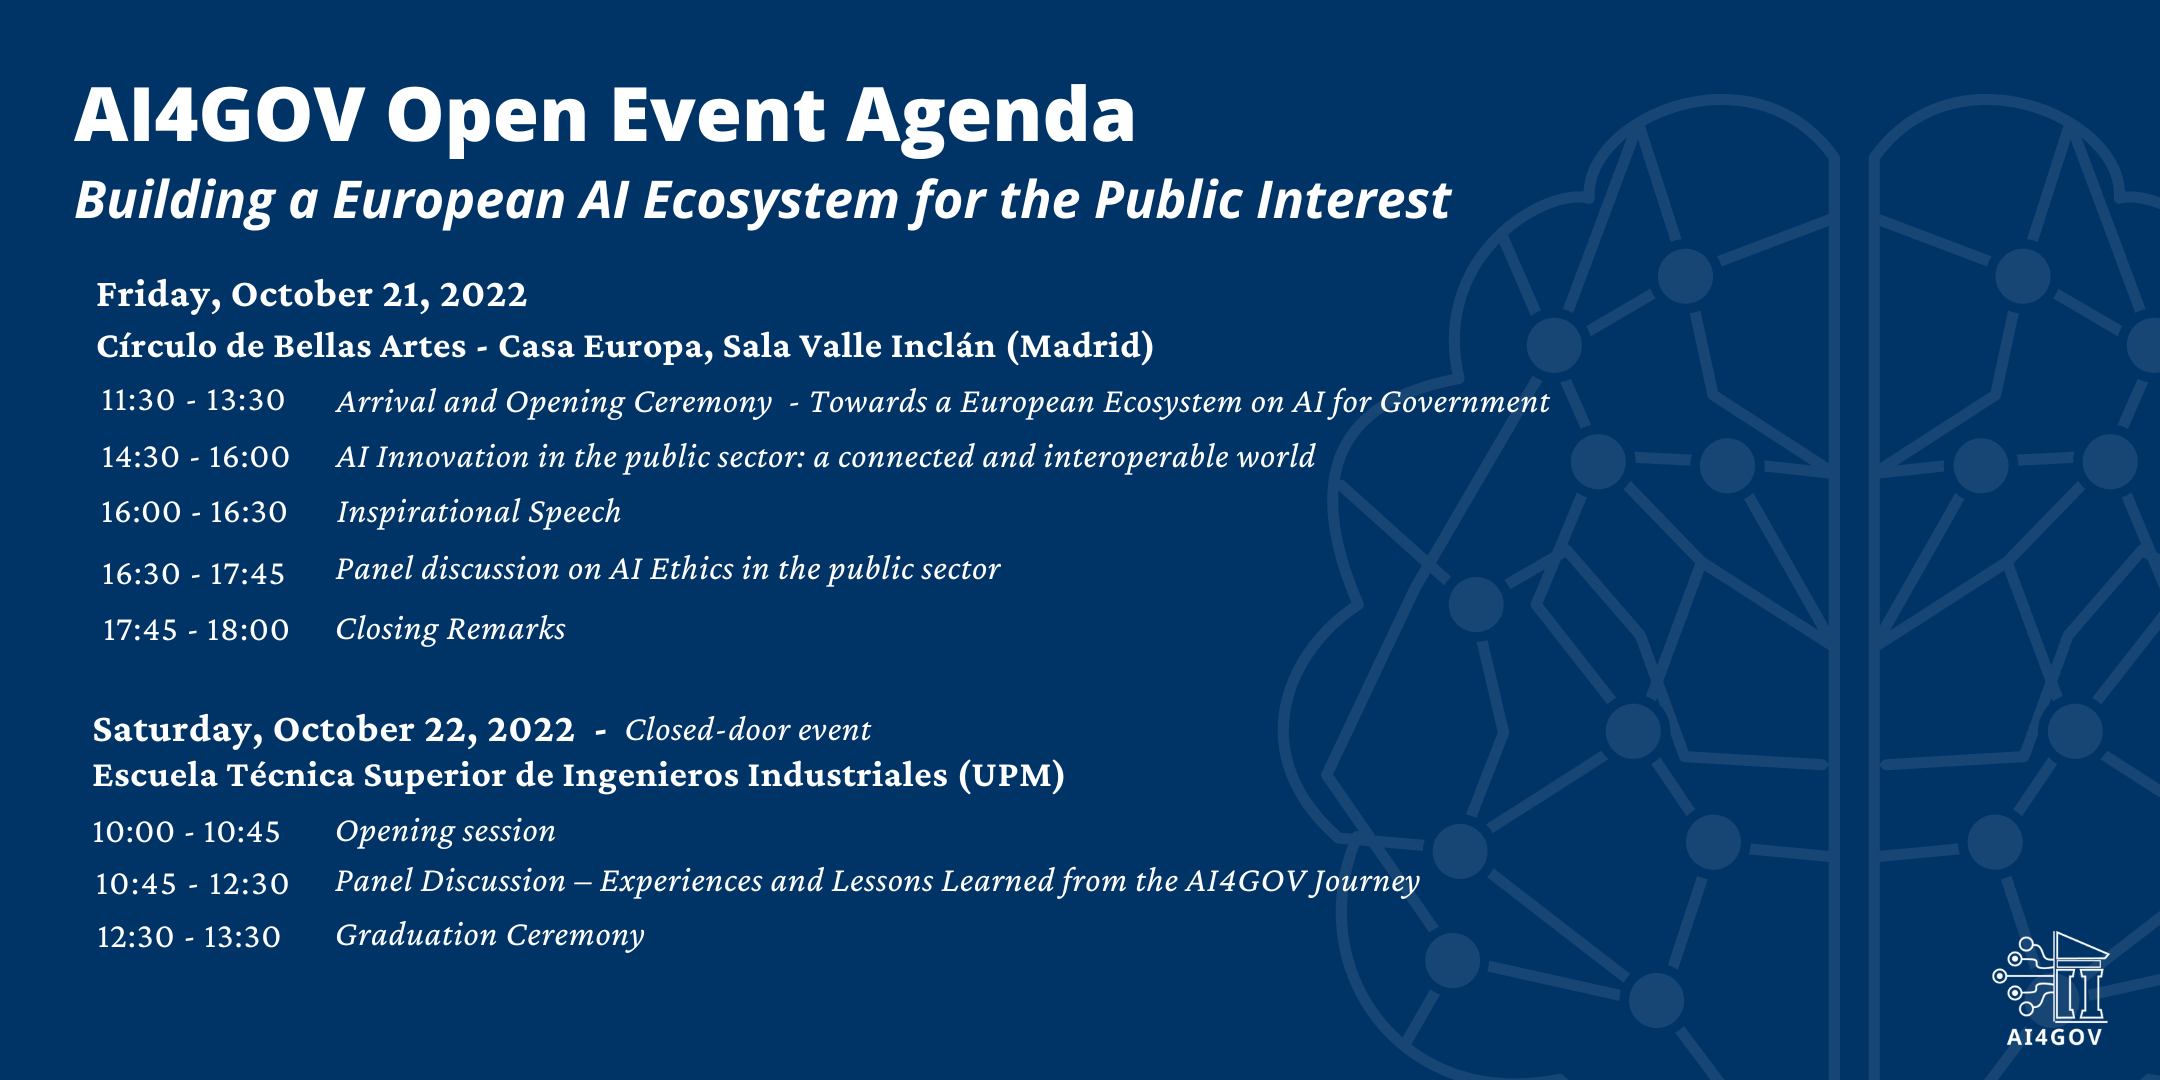 AI4GOV Open Event Agenda
Building a European AI Ecosystem for the Public Interest
Friday, October 21, 2022
Círculo de Bellas Artes - Casa Europa, Sala Valle Inclán (Madrid)
11:30 - 13:30 Arrival and Opening Ceremony - Towards a European Ecosystem on AI for Government
14:30 - 16:00 AI Innovation in the public sector: a connected and interoperable world
16:00 - 16:30 Inspirational Speech
16:30 - 17:45 Panel discussion on AI Ethics in the public sector
17:45 - 18:00 Closing Remarks
Saturday, October 22, 2022 - Closed-door event
Escuela Técnica Superior de Ingenieros Industriales (UPM)
10:00 - 10:45 Opening session
10:45 - 12:30 Panel Discussion – Experiences and Lessons Learned from the AI4GOV Journey
12:30 - 13:30 Graduation Ceremony
AI4GOV